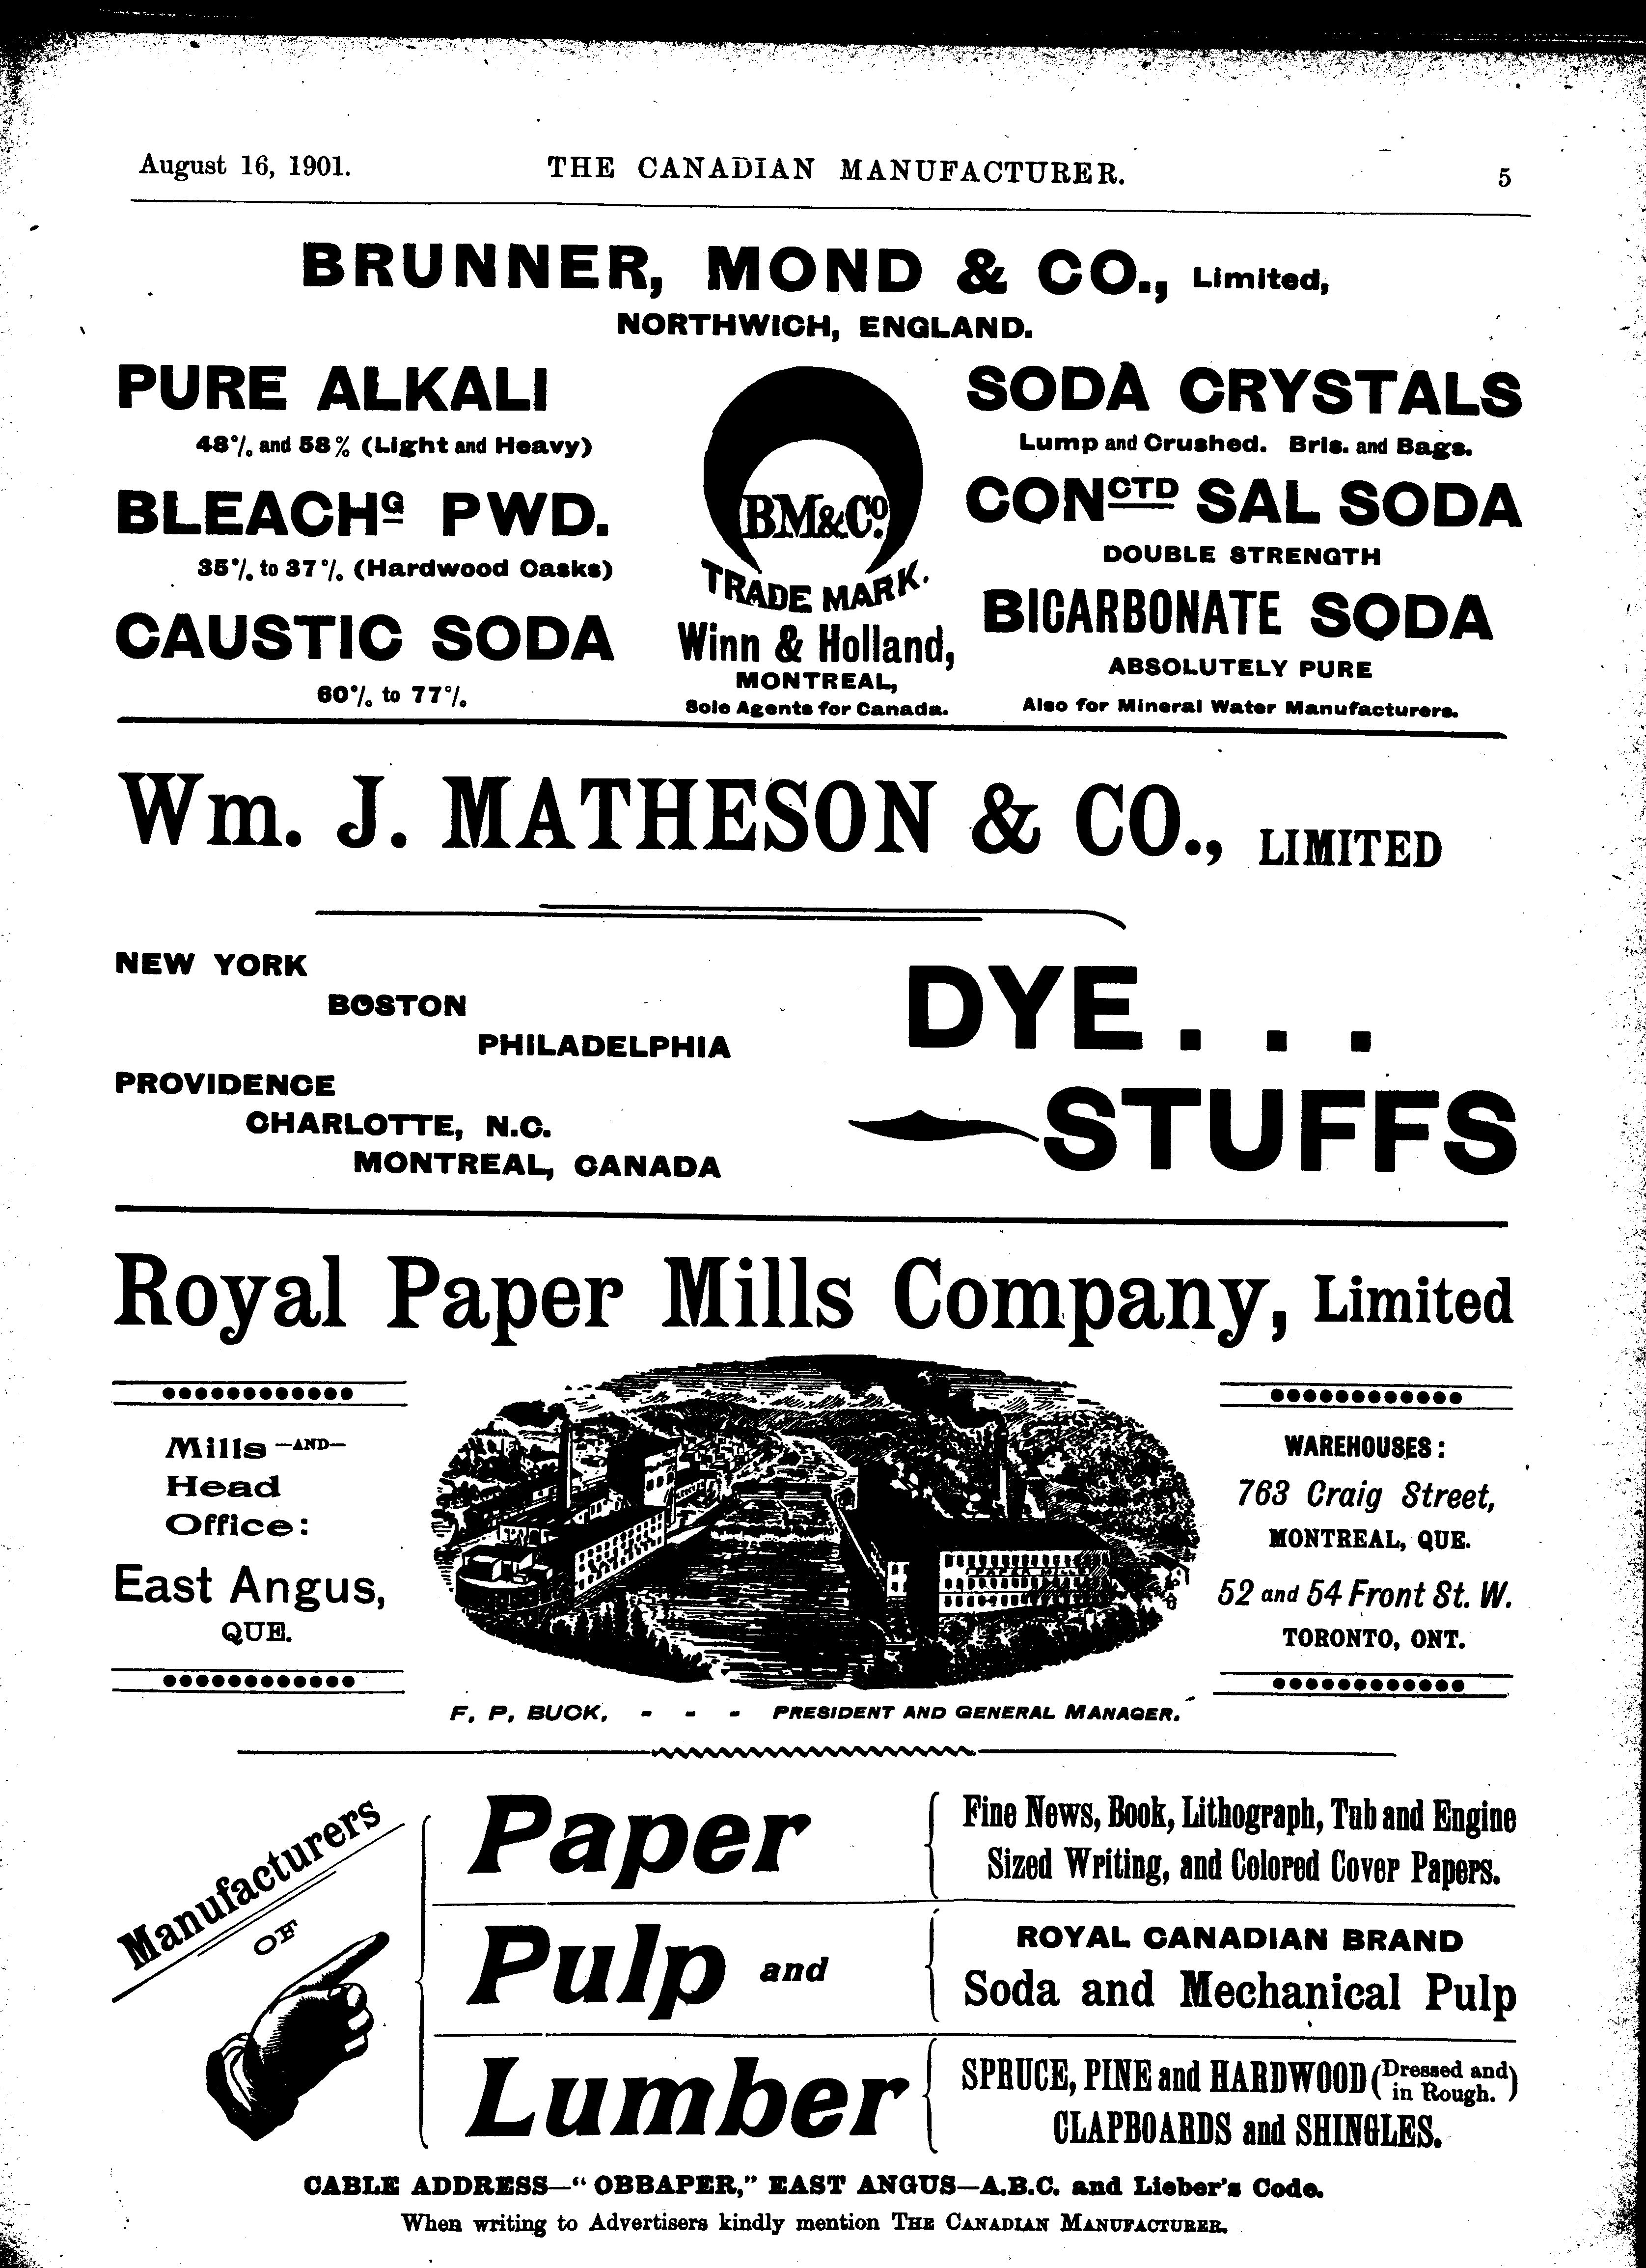 August 16, 1901. THE CANADIAN MANUFACTURER. 5
BRUNNER, MOND & CO., Limited,
NORTHWICH, ENGLAND.
PURE ALKALI
48°/. and 58% (Light and Heavy)
BLEACHG PWD.
35°/. to 37°/. (Hardwood Casks)
CAUSTIC SODA
60°/. to 77°/.
BM&Co.
TRADE MARK.
Winn & Holland,
MONTREAL,
Sole Agents for Canada.
SODA CRYSTALS
Lump and Crushed. Brls. and Bags.
CONCTD SAL SODA
DOUBLE STRENGTH
BICARBONATE SODA
ABSOLUTELY PURE
Also for Mineral Water Manufacturers.
Wm. J. MATHESON & CO., LIMITED
NEW YORK
BOSTON
PHILADELPHIA
PROVIDENCE
CHARLOTTE, N.C.
MONTREAL, CANADA
DYE . . .
STUFFS
Royal Paper Mills Company, Limited
Mills —AND—
Head
Office:
East Angus,
QUE.
PAPER MILLS
WAREHOUSES:
763 Craig Street,
MONTREAL, QUE.
52 and 54 Front St. W.
TORONTO, ONT.
F. P. BUCK, - - - PRESIDENT AND GENERAL MANAGER.
Manufacturers
OF
Paper
Fine News, Book, Lithograph, Tub and Engine
Sized Writing, and Colored Cover Papers.
Pulp and
ROYAL CANADIAN BRAND
Soda and Mechanical Pulp
Lumber
SPRUCE, PINE and HARDWOOD (Dressed and in Rough.)
CLAPBOARDS and SHINGLES.
CABLE ADDRESS—"OBBAPER," EAST ANGUS—A.B.C. and Lieber's Code.
When writing to Advertisers kindly mention THE CANADIAN MANUFACTURER.